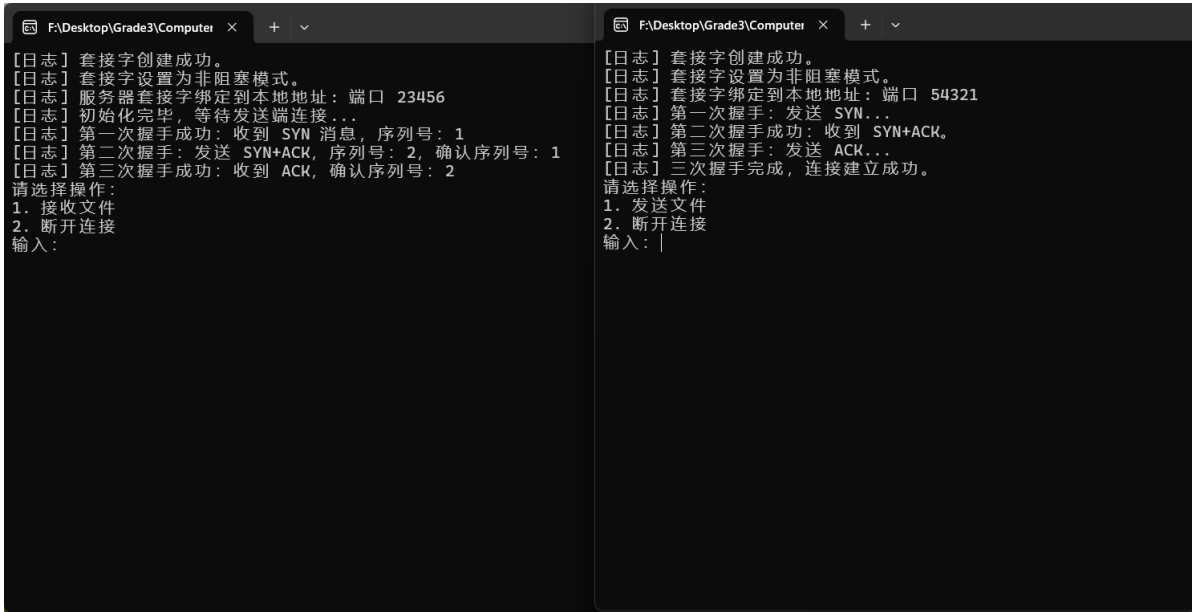 F:\Desktop\Grade3\Computer
[日志] 套接字创建成功。
[日志] 套接字设置为非阻塞模式。
[日志] 服务器套接字绑定到本地地址: 端口 23456
[日志] 初始化完毕，等待发送端连接...
[日志] 第一次握手成功：收到 SYN 消息，序列号: 1
[日志] 第二次握手: 发送 SYN+ACK，序列号: 2，确认序列号: 1
[日志] 第三次握手成功：收到 ACK，确认序列号: 2
请选择操作:
1. 接收文件
2. 断开连接
输入:
F:\Desktop\Grade3\Computer
[日志] 套接字创建成功。
[日志] 套接字设置为非阻塞模式。
[日志] 套接字绑定到本地地址: 端口 54321
[日志] 第一次握手: 发送 SYN...
[日志] 第二次握手成功：收到 SYN+ACK。
[日志] 第三次握手: 发送 ACK...
[日志] 三次握手完成，连接建立成功。
请选择操作:
1. 发送文件
2. 断开连接
输入: